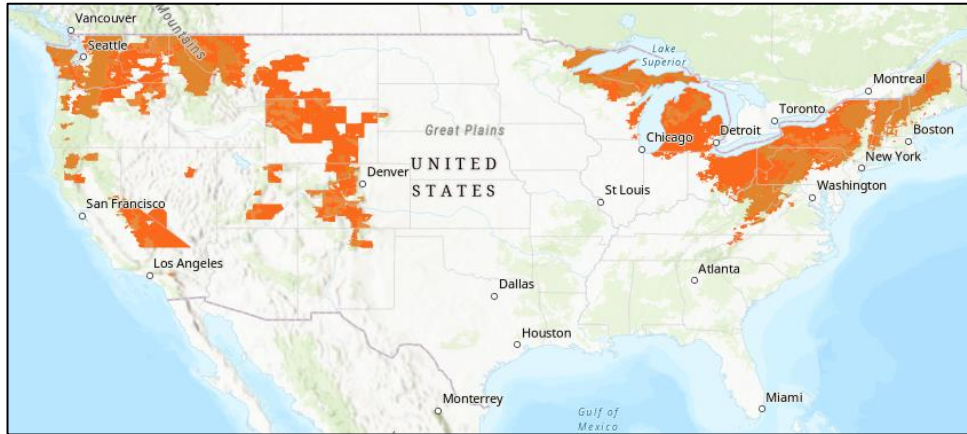 Vancouver
Seattle
Mountains
Lake
Superior
Montreal
Toronto
Boston
Great Plains
Chicago
Detroit
New York
UNITED
STATES
Denver
Washington
St Louis
San Francisco
Los Angeles
Atlanta
Dallas
Houston
Monterrey
Miami
Gulf of
Mexico